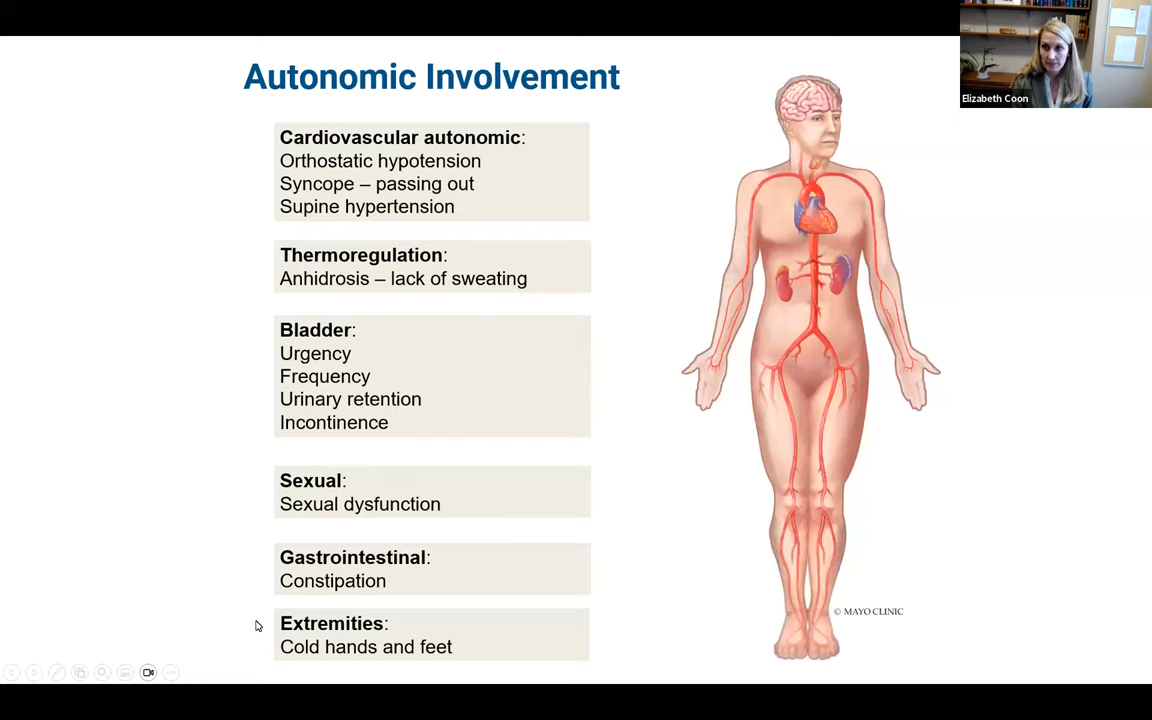 Autonomic Involvement
Cardiovascular autonomic:
Orthostatic hypotension
Syncope – passing out
Supine hypertension
Thermoregulation:
Anhidrosis – lack of sweating
Bladder:
Urgency
Frequency
Urinary retention
Incontinence
Sexual:
Sexual dysfunction
Gastrointestinal:
Constipation
Extremities:
Cold hands and feet
© MAYO CLINIC
Elizabeth Coon